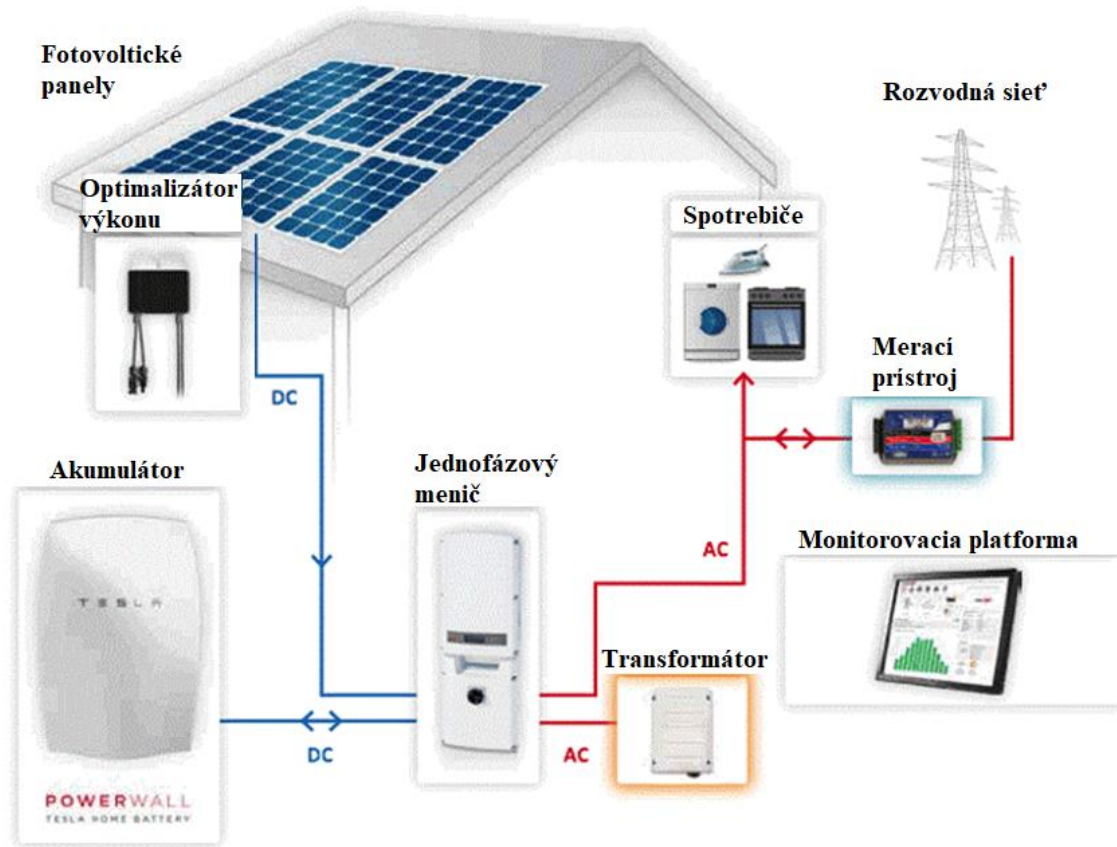 Fotovoltické
panely
Rozvodná sieť
Optimalizátor
výkonu
Spotrebiče
Merací
prístroj
DC
Akumulátor
Jednofázový
menič
AC
Monitorovacia platforma
TESLA
Transformátor
DC
AC
POWERWALL
TESLA HOME BATTERY